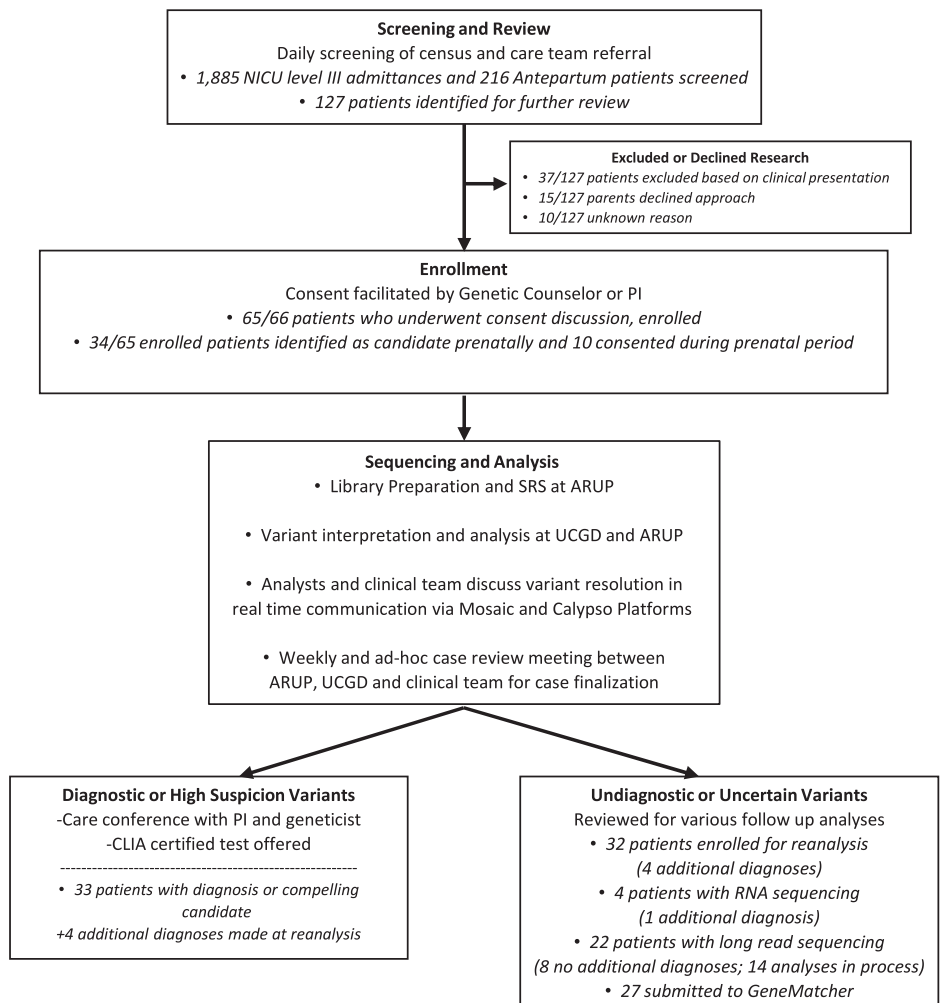 Screening and Review
Daily screening of census and care team referral
• 1,885 NICU level III admittances and 216 Antepartum patients screened
• 127 patients identified for further review
Excluded or Declined Research
• 37/127 patients excluded based on clinical presentation
• 15/127 parents declined approach
• 10/127 unknown reason
Enrollment
Consent facilitated by Genetic Counselor or PI
• 65/66 patients who underwent consent discussion, enrolled
• 34/65 enrolled patients identified as candidate prenatally and 10 consented during prenatal period
Sequencing and Analysis
• Library Preparation and SRS at ARUP
• Variant interpretation and analysis at UCGD and ARUP
• Analysts and clinical team discuss variant resolution in
real time communication via Mosaic and Calypso Platforms
• Weekly and ad-hoc case review meeting between
ARUP, UCGD and clinical team for case finalization
Diagnostic or High Suspicion Variants
-Care conference with PI and geneticist
-CLIA certified test offered
--------------------------------------------------------
• 33 patients with diagnosis or compelling
candidate
+4 additional diagnoses made at reanalysis
Undiagnostic or Uncertain Variants
Reviewed for various follow up analyses
• 32 patients enrolled for reanalysis
(4 additional diagnoses)
• 4 patients with RNA sequencing
(1 additional diagnosis)
• 22 patients with long read sequencing
(8 no additional diagnoses; 14 analyses in process)
• 27 submitted to GeneMatcher